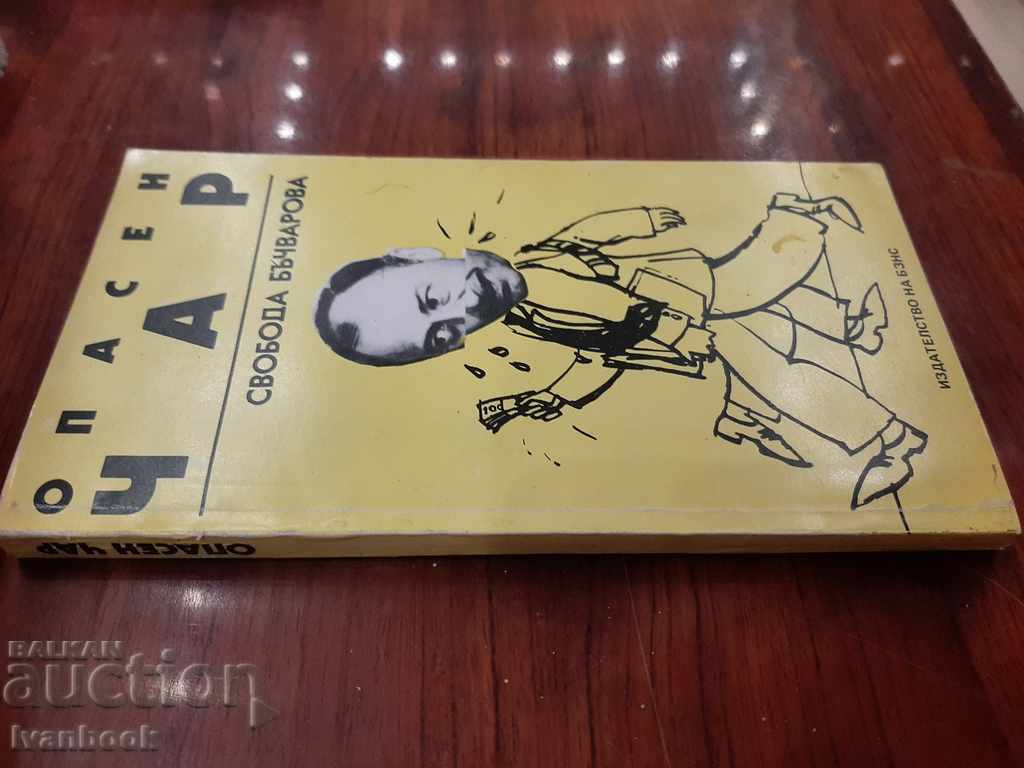 ОПАСЕН
ЧАР
СВОБОДА БЪЧВАРОВА
100
ИЗДАТЕЛСТВО НА БЗНС
ОПАСЕН ЧАР
BALKAN
auction
Ivanbook